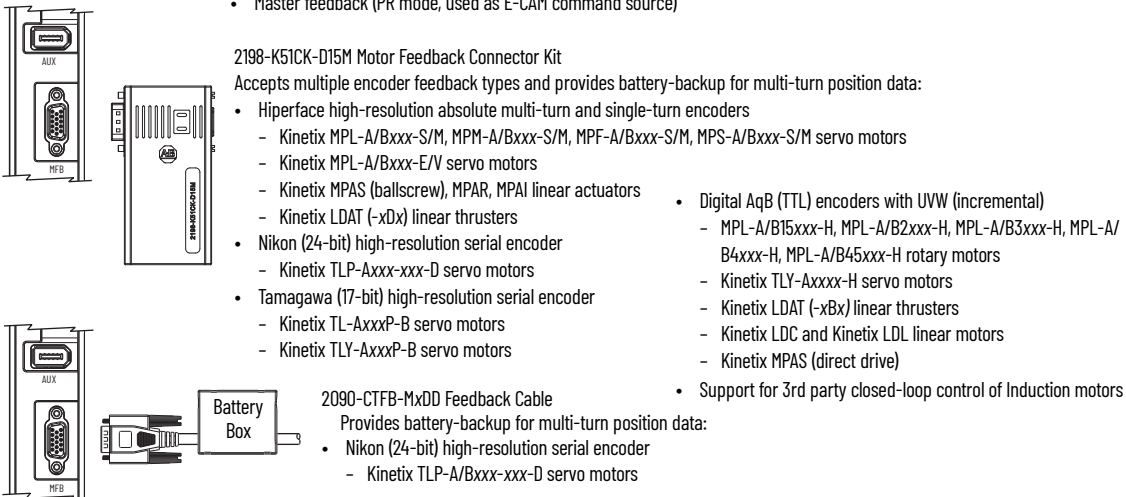 • Master feedback (PR mode, used as E-CAM command source)
AUX
MFB
2198-K51CK-D15M
2198-K51CK-D15M Motor Feedback Connector Kit
Accepts multiple encoder feedback types and provides battery-backup for multi-turn position data:
• Hiperface high-resolution absolute multi-turn and single-turn encoders
– Kinetix MPL-A/Bxxx-S/M, MPM-A/Bxxx-S/M, MPF-A/Bxxx-S/M, MPS-A/Bxxx-S/M servo motors
– Kinetix MPL-A/Bxxx-E/V servo motors
– Kinetix MPAS (ballscrew), MPAR, MPAI linear actuators
– Kinetix LDAT (-xDx) linear thrusters
• Nikon (24-bit) high-resolution serial encoder
– Kinetix TLP-Axxx-xxx-D servo motors
• Tamagawa (17-bit) high-resolution serial encoder
– Kinetix TL-AxxxP-B servo motors
– Kinetix TLY-AxxxP-B servo motors
• Digital AqB (TTL) encoders with UVW (incremental)
– MPL-A/B15xxx-H, MPL-A/B2xxx-H, MPL-A/B3xxx-H, MPL-A/
B4xxx-H, MPL-A/B45xxx-H rotary motors
– Kinetix TLY-Axxxx-H servo motors
– Kinetix LDAT (-xBx) linear thrusters
– Kinetix LDC and Kinetix LDL linear motors
– Kinetix MPAS (direct drive)
• Support for 3rd party closed-loop control of Induction motors
AUX
MFB
Battery
Box
2090-CTFB-MxDD Feedback Cable
Provides battery-backup for multi-turn position data:
• Nikon (24-bit) high-resolution serial encoder
– Kinetix TLP-A/Bxxx-xxx-D servo motors